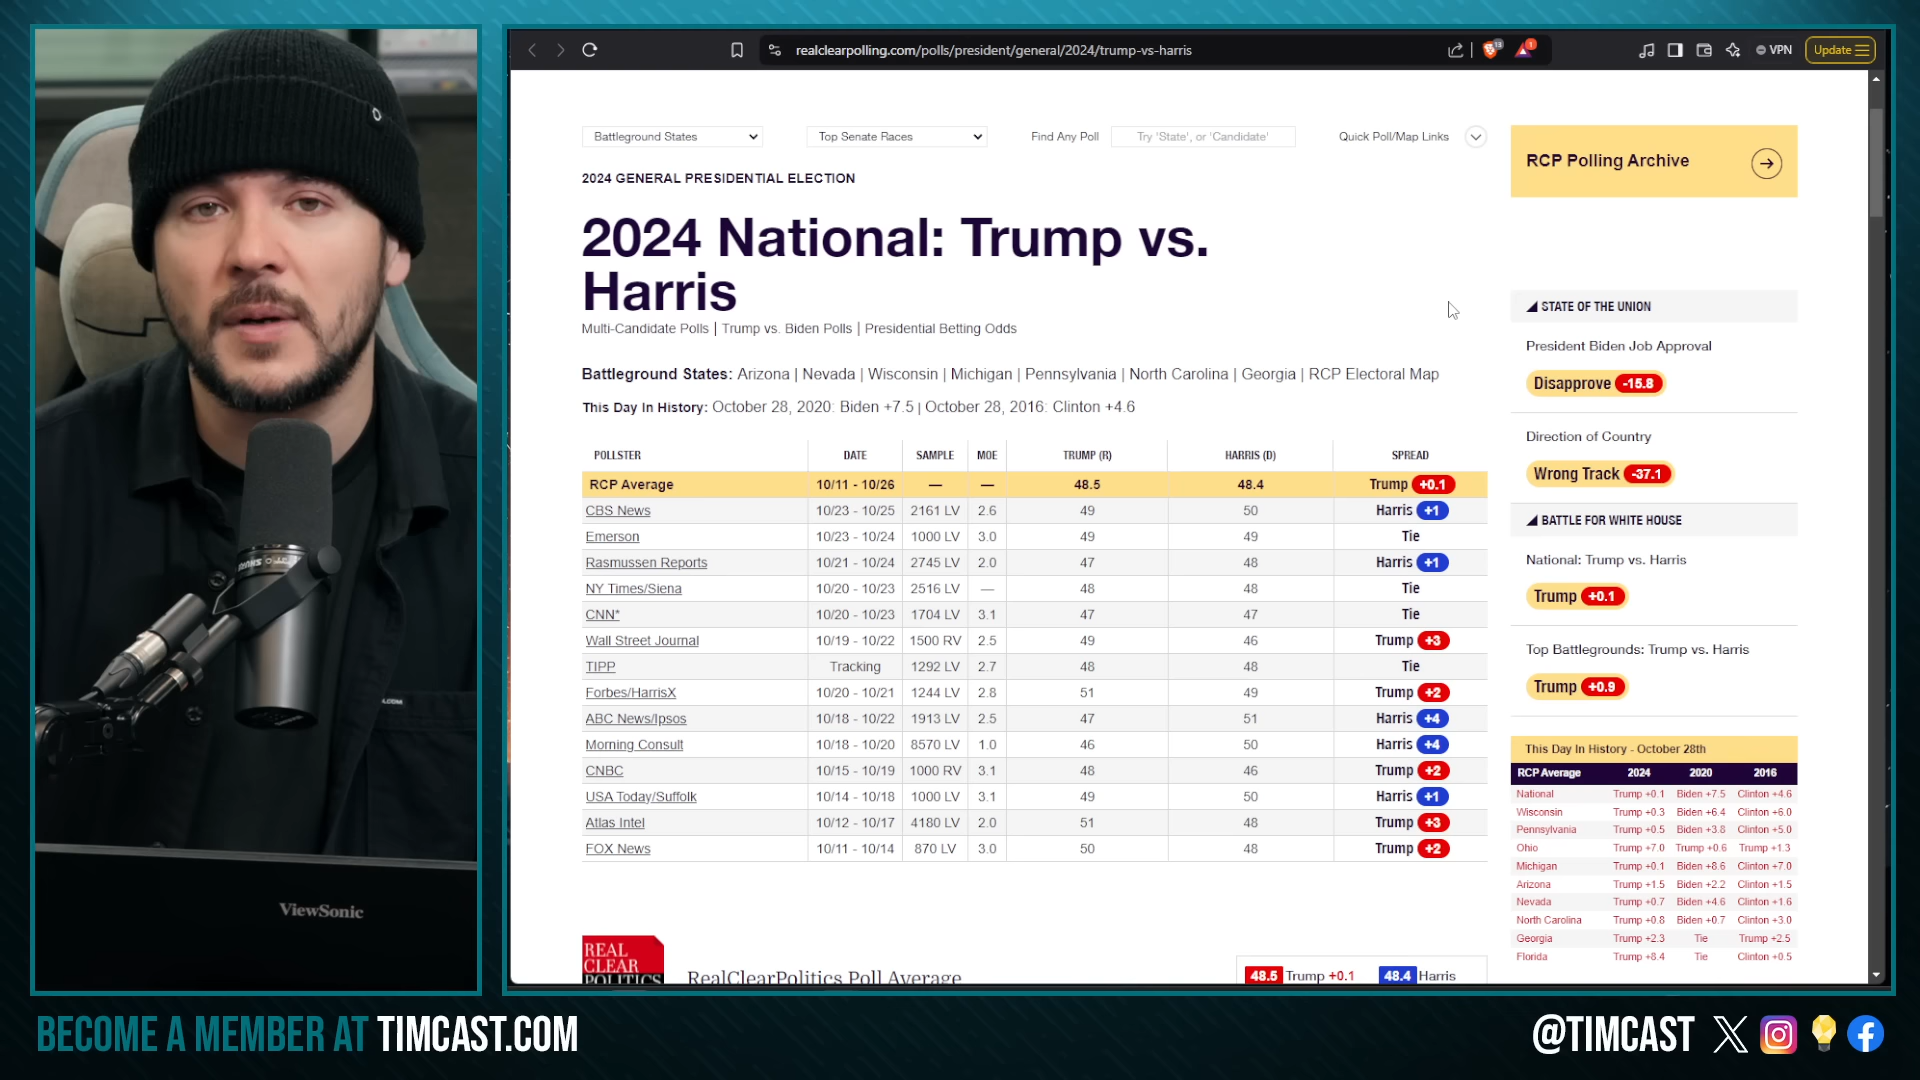 realclearpolling.com/polls/president/general/2024/trump-vs-harris
VPN
Update
Battleground States
Top Senate Races
Find Any Poll
Try 'State', or 'Candidate'
Quick Poll/Map Links
2024 GENERAL PRESIDENTIAL ELECTION
2024 National: Trump vs.
Harris
Multi-Candidate Polls | Trump vs. Biden Polls | Presidential Betting Odds
Battleground States: Arizona | Nevada | Wisconsin | Michigan | Pennsylvania | North Carolina | Georgia | RCP Electoral Map
This Day In History: October 28, 2020: Biden +7.5 | October 28, 2016: Clinton +4.6
POLLSTER DATE SAMPLE MOE TRUMP (R) HARRIS (D) SPREAD
RCP Average 10/11 - 10/26 — — 48.5 48.4 Trump +0.1
CBS News 10/23 - 10/25 2161 LV 2.6 49 50 Harris +1
Emerson 10/23 - 10/24 1000 LV 3.0 49 49 Tie
Rasmussen Reports 10/21 - 10/24 2745 LV 2.0 47 48 Harris +1
NY Times/Siena 10/20 - 10/23 2516 LV — 48 48 Tie
CNN* 10/20 - 10/23 1704 LV 3.1 47 47 Tie
Wall Street Journal 10/19 - 10/22 1500 RV 2.5 49 46 Trump +3
TIPP Tracking 1292 LV 2.7 48 48 Tie
Forbes/HarrisX 10/20 - 10/21 1244 LV 2.8 51 49 Trump +2
ABC News/Ipsos 10/18 - 10/22 1913 LV 2.5 47 51 Harris +4
Morning Consult 10/18 - 10/20 8570 LV 1.0 46 50 Harris +4
CNBC 10/15 - 10/19 1000 RV 3.1 48 46 Trump +2
USA Today/Suffolk 10/14 - 10/18 1000 LV 3.1 49 50 Harris +1
Atlas Intel 10/12 - 10/17 4180 LV 2.0 51 48 Trump +3
FOX News 10/11 - 10/14 870 LV 3.0 50 48 Trump +2
REAL
CLEAR
POLITICS
RealClearPolitics Poll Average
48.5 Trump +0.1 48.4 Harris
RCP Polling Archive
STATE OF THE UNION
President Biden Job Approval
Disapprove -15.8
Direction of Country
Wrong Track -37.1
BATTLE FOR WHITE HOUSE
National: Trump vs. Harris
Trump +0.1
Top Battlegrounds: Trump vs. Harris
Trump +0.9
This Day In History - October 28th
RCP Average 2024 2020 2016
National Trump +0.1 Biden +7.5 Clinton +4.6
Wisconsin Trump +0.3 Biden +6.4 Clinton +6.0
Pennsylvania Trump +0.5 Biden +3.8 Clinton +5.0
Ohio Trump +7.0 Trump +0.6 Trump +1.3
Michigan Trump +0.1 Biden +8.6 Clinton +7.0
Arizona Trump +1.5 Biden +2.2 Clinton +1.5
Nevada Trump +0.7 Biden +4.6 Clinton +1.6
North Carolina Trump +0.8 Biden +0.7 Clinton +3.0
Georgia Trump +2.3 Tie Trump +2.5
Florida Trump +8.4 Tie Clinton +0.5
ViewSonic
BECOME A MEMBER AT TIMCAST.COM
@TIMCAST